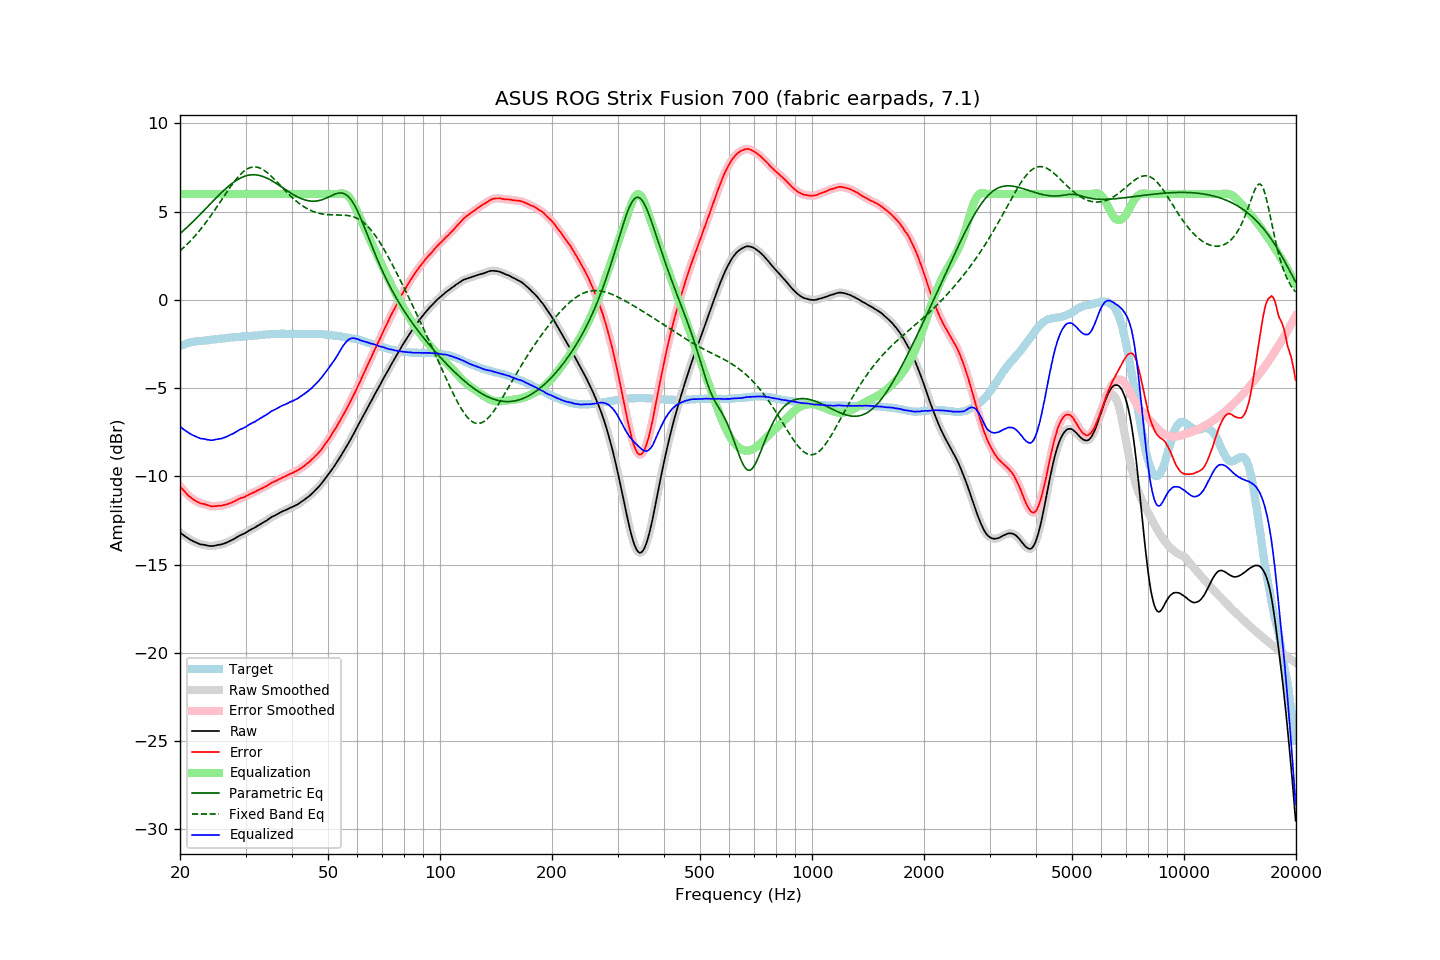 ASUS ROG Strix Fusion 700 (fabric earpads, 7.1)
10
5
0
−5
−10
−15
−20
−25
−30
Amplitude (dBr)
Target
Raw Smoothed
Error Smoothed
Raw
Error
Equalization
Parametric Eq
Fixed Band Eq
Equalized
20 50 100 200 500 1000 2000 5000 10000 20000
Frequency (Hz)